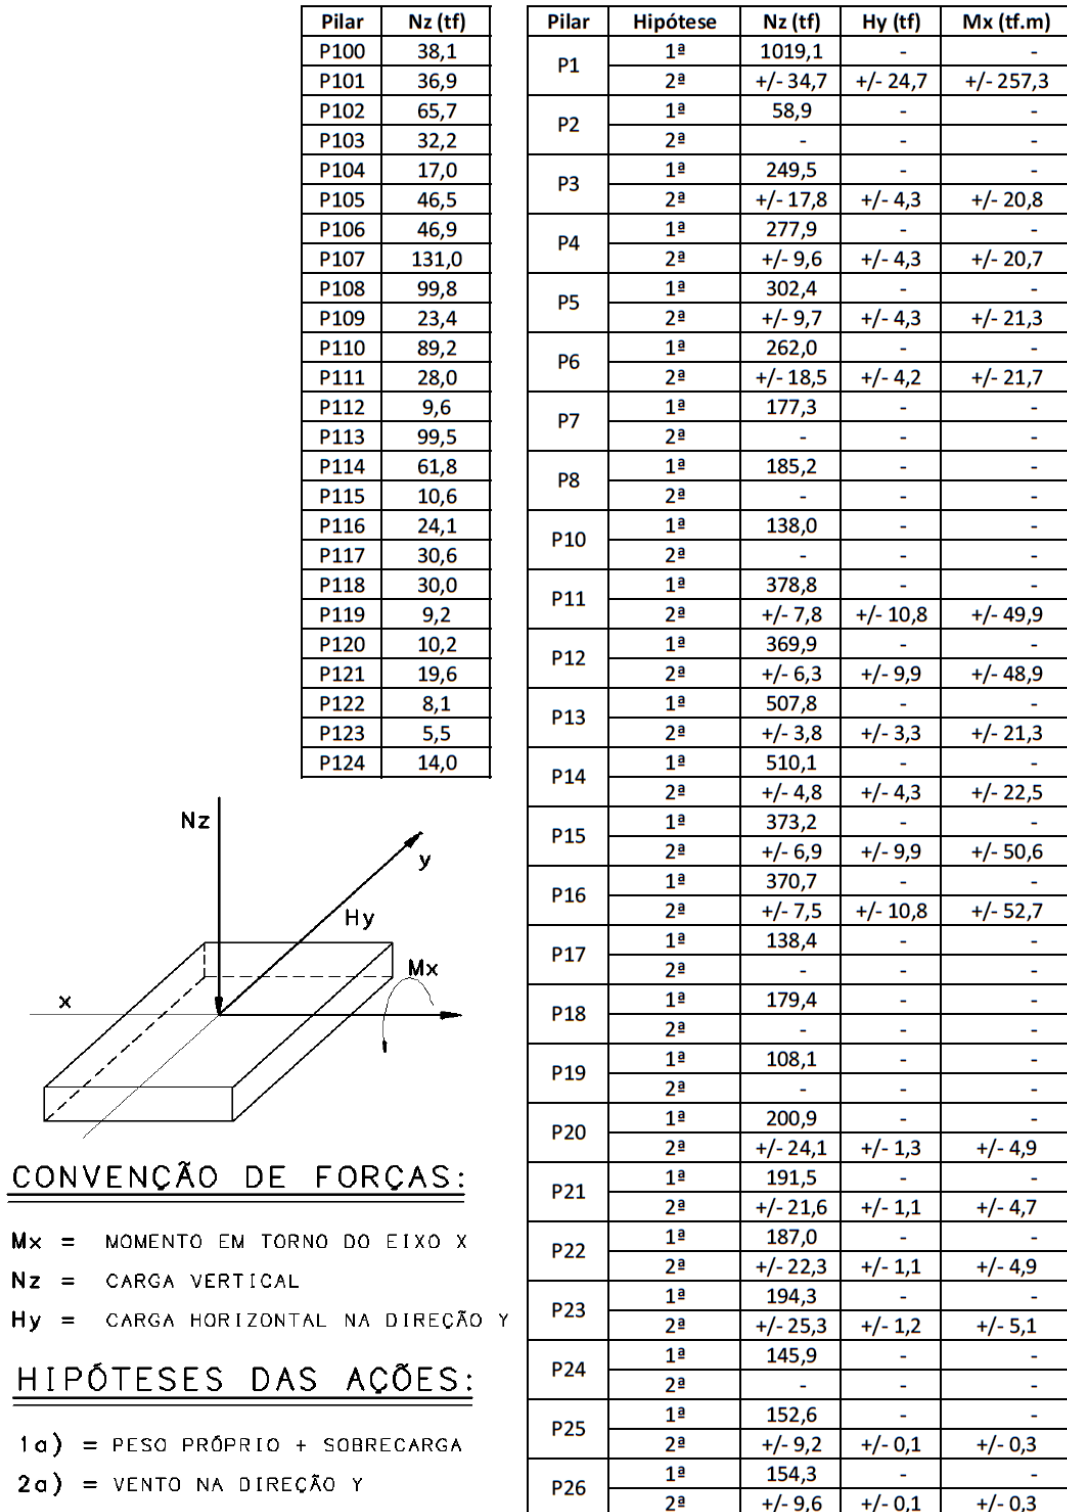 Pilar Nz (tf)
P100 38,1
P101 36,9
P102 65,7
P103 32,2
P104 17,0
P105 46,5
P106 46,9
P107 131,0
P108 99,8
P109 23,4
P110 89,2
P111 28,0
P112 9,6
P113 99,5
P114 61,8
P115 10,6
P116 24,1
P117 30,6
P118 30,0
P119 9,2
P120 10,2
P121 19,6
P122 8,1
P123 5,5
P124 14,0
Pilar Hipótese Nz (tf) Hy (tf) Mx (tf.m)
P1 1ª 1019,1 - -
2ª +/- 34,7 +/- 24,7 +/- 257,3
P2 1ª 58,9 - -
2ª - - -
P3 1ª 249,5 - -
2ª +/- 17,8 +/- 4,3 +/- 20,8
P4 1ª 277,9 - -
2ª +/- 9,6 +/- 4,3 +/- 20,7
P5 1ª 302,4 - -
2ª +/- 9,7 +/- 4,3 +/- 21,3
P6 1ª 262,0 - -
2ª +/- 18,5 +/- 4,2 +/- 21,7
P7 1ª 177,3 - -
2ª - - -
P8 1ª 185,2 - -
2ª - - -
P10 1ª 138,0 - -
2ª - - -
P11 1ª 378,8 - -
2ª +/- 7,8 +/- 10,8 +/- 49,9
P12 1ª 369,9 - -
2ª +/- 6,3 +/- 9,9 +/- 48,9
P13 1ª 507,8 - -
2ª +/- 3,8 +/- 3,3 +/- 21,3
P14 1ª 510,1 - -
2ª +/- 4,8 +/- 4,3 +/- 22,5
P15 1ª 373,2 - -
2ª +/- 6,9 +/- 9,9 +/- 50,6
P16 1ª 370,7 - -
2ª +/- 7,5 +/- 10,8 +/- 52,7
P17 1ª 138,4 - -
2ª - - -
P18 1ª 179,4 - -
2ª - - -
P19 1ª 108,1 - -
2ª - - -
P20 1ª 200,9 - -
2ª +/- 24,1 +/- 1,3 +/- 4,9
P21 1ª 191,5 - -
2ª +/- 21,6 +/- 1,1 +/- 4,7
P22 1ª 187,0 - -
2ª +/- 22,3 +/- 1,1 +/- 4,9
P23 1ª 194,3 - -
2ª +/- 25,3 +/- 1,2 +/- 5,1
P24 1ª 145,9 - -
2ª - - -
P25 1ª 152,6 - -
2ª +/- 9,2 +/- 0,1 +/- 0,3
P26 1ª 154,3 - -
2ª +/- 9,6 +/- 0,1 +/- 0,3
Nz
y
Hy
Mx
x
CONVENÇÃO DE FORÇAS:
Mx = MOMENTO EM TORNO DO EIXO X
Nz = CARGA VERTICAL
Hy = CARGA HORIZONTAL NA DIREÇÃO Y
HIPÓTESES DAS AÇÕES:
1a) = PESO PRÓPRIO + SOBRECARGA
2a) = VENTO NA DIREÇÃO Y